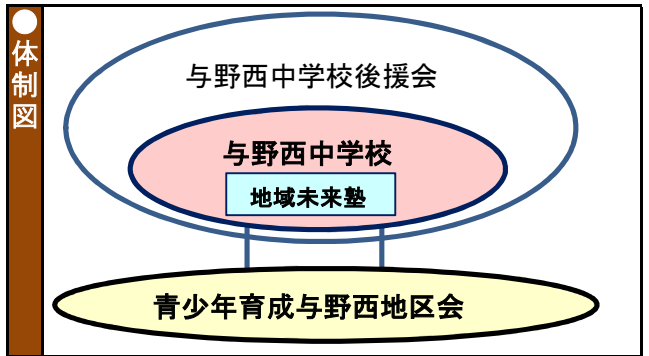 ●体制図
与野西中学校後援会
与野西中学校
地域未来塾
青少年育成与野西地区会